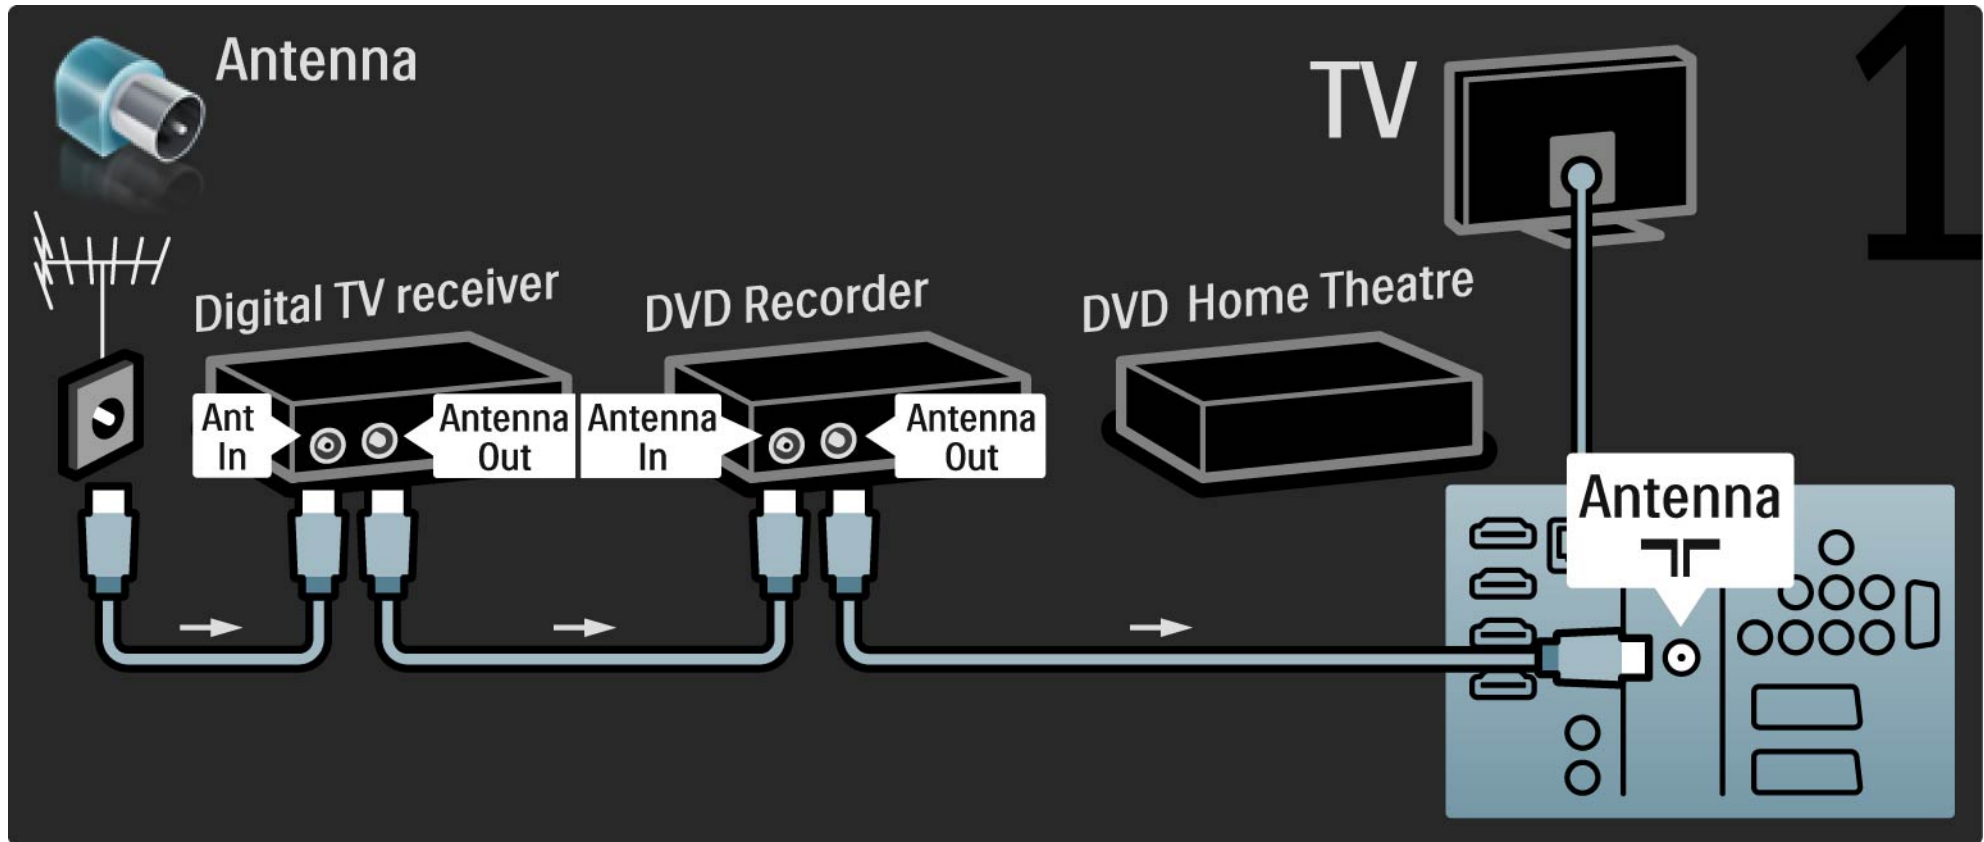 Antenna
TV
1
Digital TV receiver
DVD Recorder
DVD Home Theatre
Ant
In
Antenna
Out
Antenna
In
Antenna
Out
Antenna